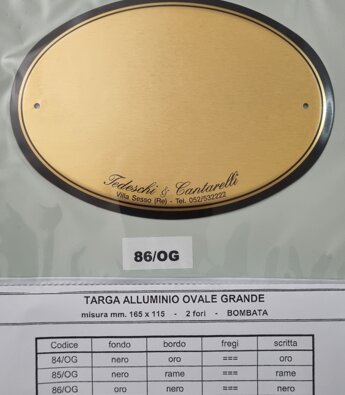 Tedeschi & Cantarelli
Villa Sesso (Re) - Tel. 052/532222
86/OG
TARGA ALLUMINIO OVALE GRANDE
misura mm. 165 x 115 - 2 fori - BOMBATA
Codice fondo bordo fregi scritta
84/OG nero oro === oro
85/OG nero rame === rame
86/OG oro nero === nero